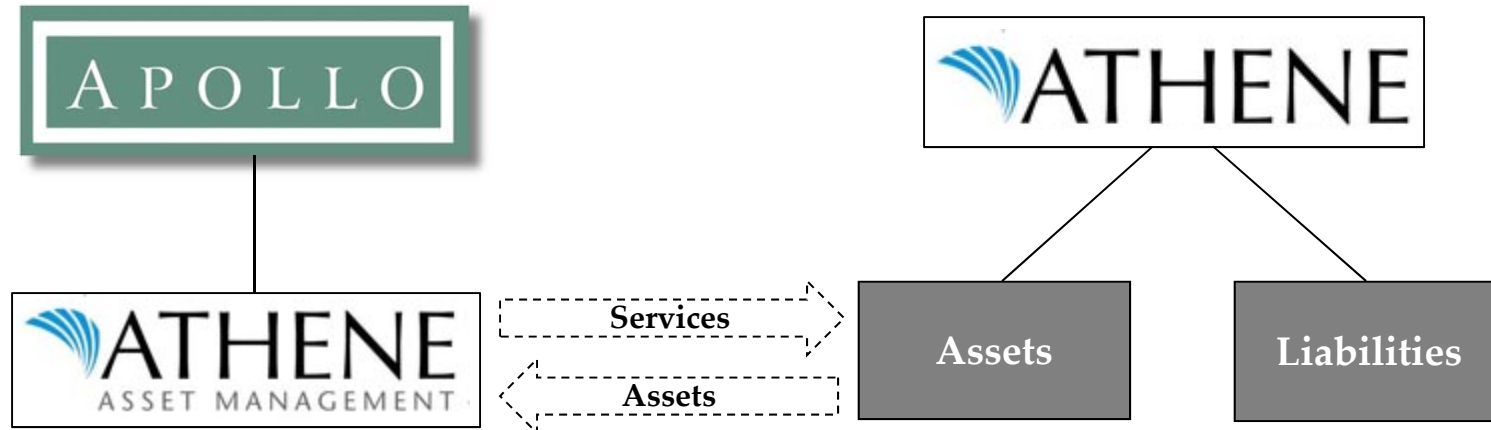 APOLLO
ATHENE
ATHENE
ASSET MANAGEMENT
Services
Assets
Assets
Liabilities